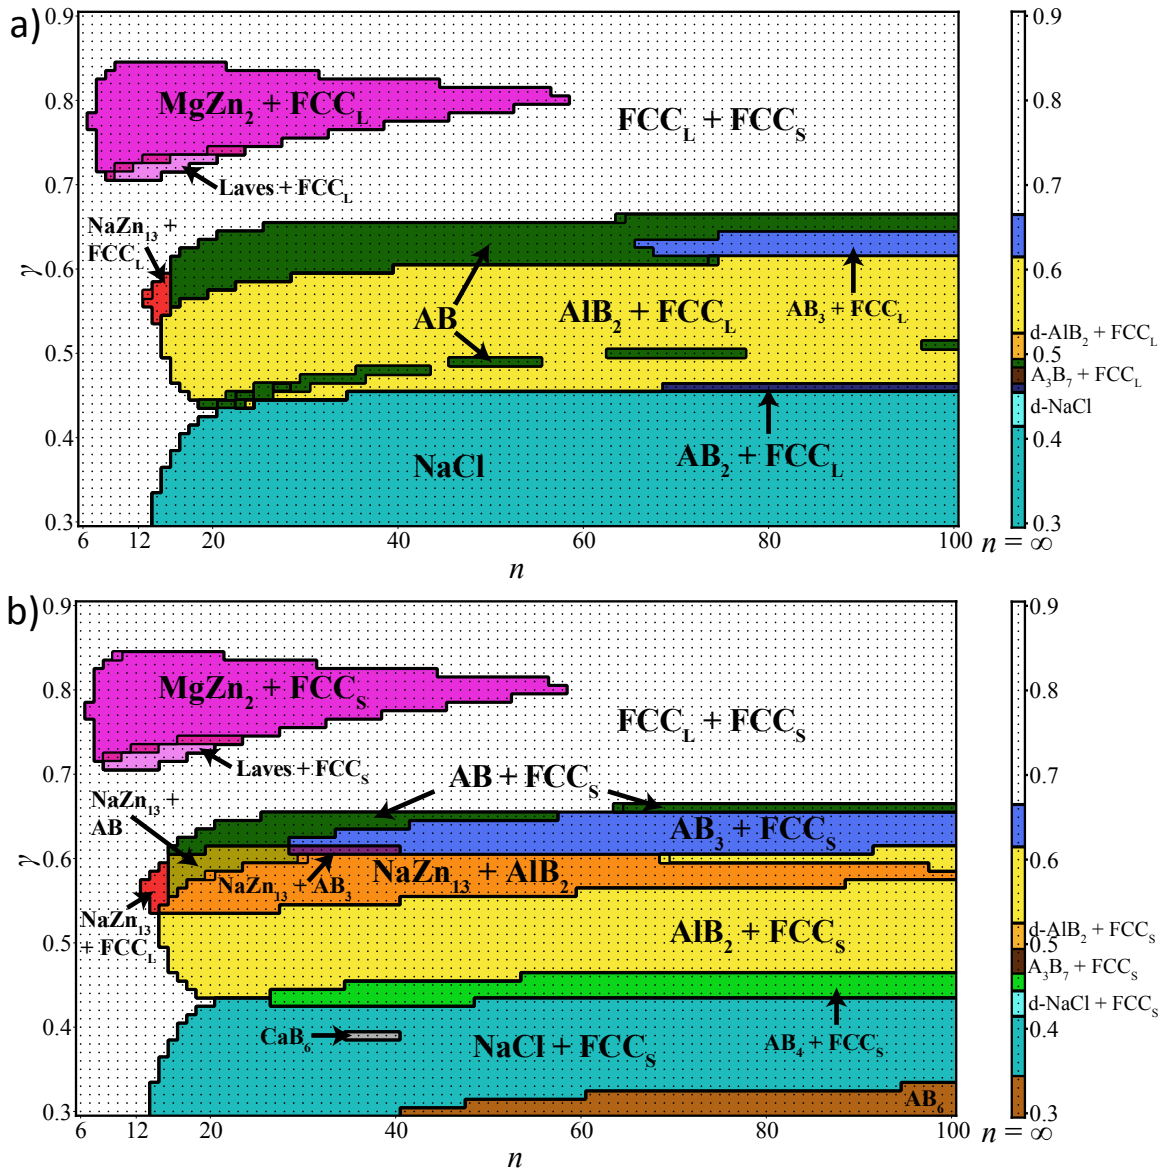 a)
0.9
0.8
0.7
0.6
0.5
0.4
0.3
γ
MgZn2 + FCCL
FCCL + FCCS
Laves + FCCL
NaZn13 +
FCCL
AB
AlB2 + FCCL
AB3 + FCCL
NaCl
AB2 + FCCL
6
12
20
40
60
80
100
n
0.9
0.8
0.7
0.6
d-AlB2 + FCCL
0.5
A3B7 + FCCL
d-NaCl
0.4
0.3
n = ∞
b)
0.9
0.8
0.7
0.6
0.5
0.4
0.3
γ
MgZn2 + FCCS
FCCL + FCCS
Laves + FCCS
AB + FCCS
NaZn13 +
AB
AB3 + FCCS
NaZn13 + AB3
NaZn13 + AlB2
NaZn13
+ FCCL
AlB2 + FCCS
CaB6
NaCl + FCCS
AB4 + FCCS
AB6
6
12
20
40
60
80
100
n
0.9
0.8
0.7
0.6
d-AlB2 + FCCS
0.5
A3B7 + FCCS
d-NaCl + FCCS
0.4
0.3
n = ∞